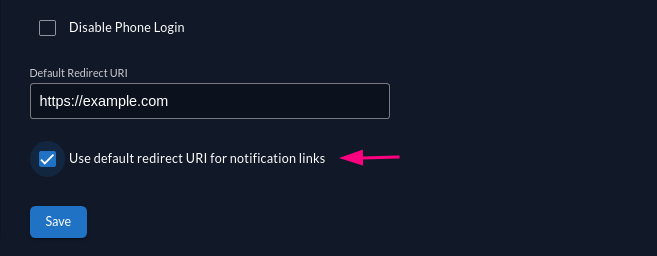 Disable Phone Login
Default Redirect URI
https://example.com
Use default redirect URI for notification links
Save